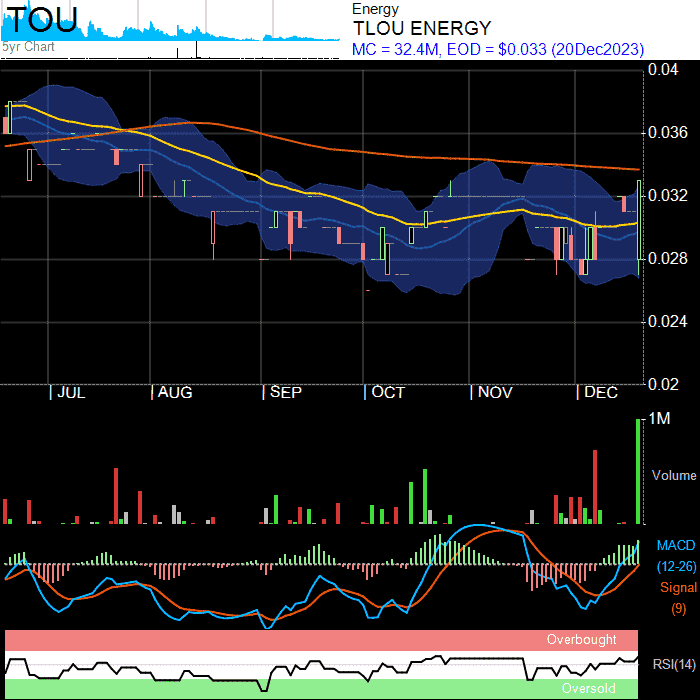 TOU
5yr Chart
Energy
TLOU ENERGY
MC = 32.4M, EOD = $0.033 (20Dec2023)
0.04
0.036
0.032
0.028
0.024
0.02
JUL
AUG
SEP
OCT
NOV
DEC
1M
Volume
MACD
(12-26)
Signal
(9)
Overbought
RSI(14)
Oversold